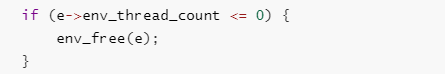 if (e->env_thread_count <= 0) {
    env_free(e);
}